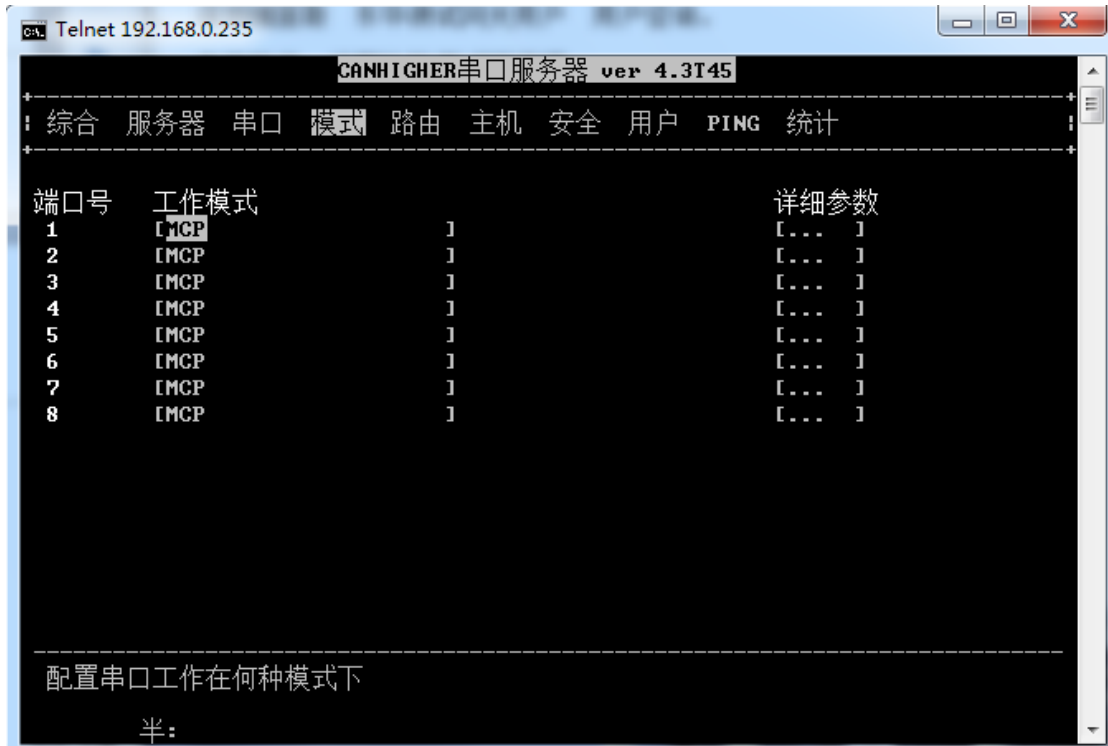 Telnet 192.168.0.235
CANHIGHER串口服务器 ver 4.3T45
综合 服务器 串口 模式 路由 主机 安全 用户 PING 统计
端口号 工作模式 详细参数
1 [MCP ] [... ]
2 [MCP ] [... ]
3 [MCP ] [... ]
4 [MCP ] [... ]
5 [MCP ] [... ]
6 [MCP ] [... ]
7 [MCP ] [... ]
8 [MCP ] [... ]
配置串口工作在何种模式下
半: